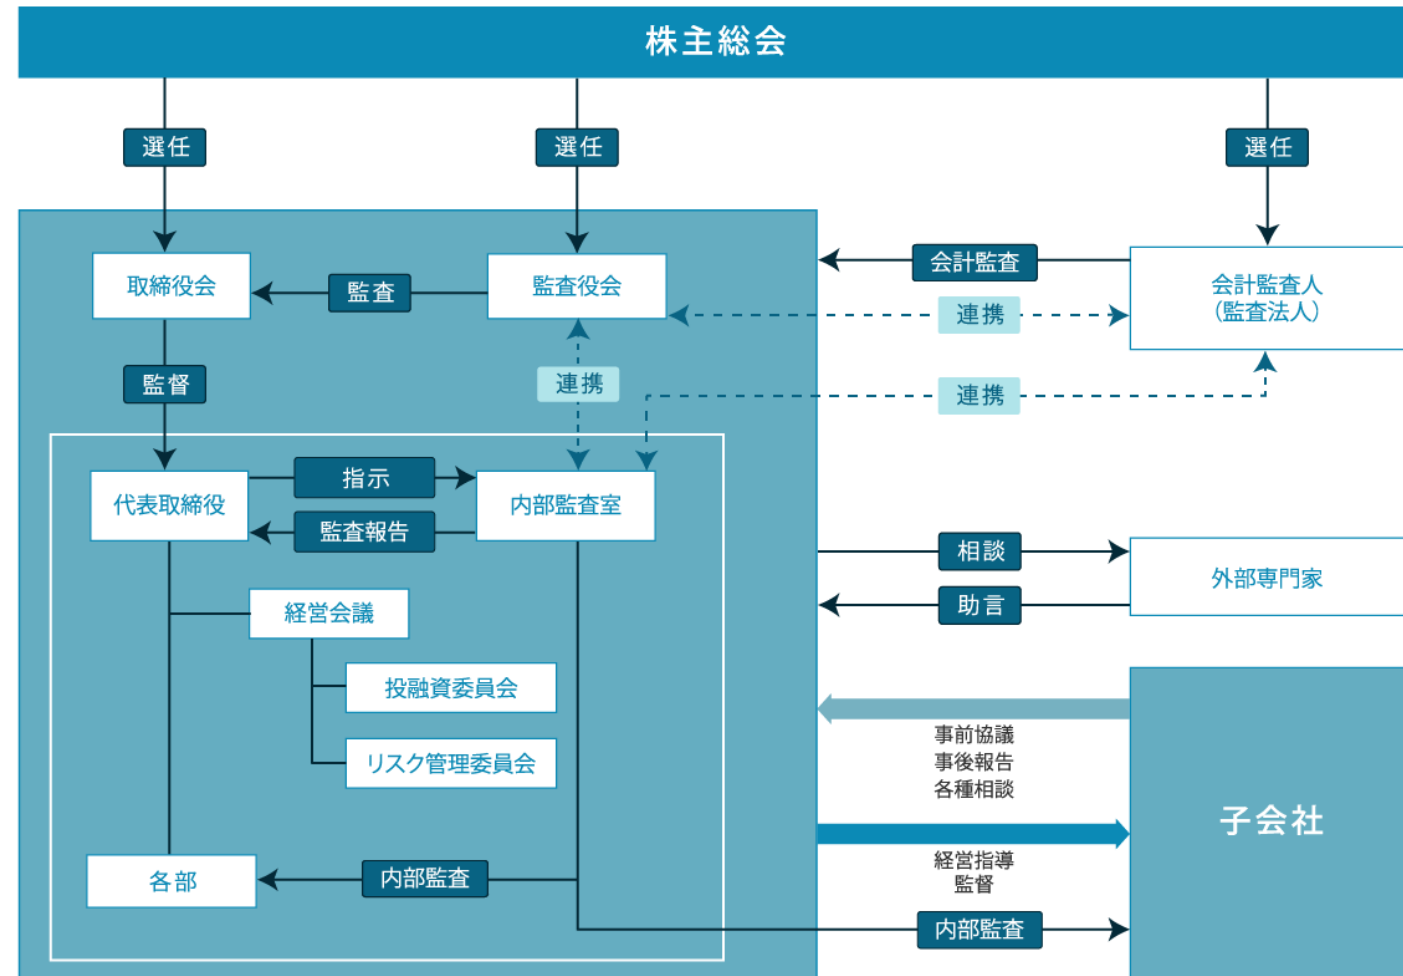 株主総会
選任
選任
選任
取締役会
監査
監査役会
会計監査
会計監査人
（監査法人）
連携
監督
連携
連携
代表取締役
指示
監査報告
内部監査室
相談
助言
外部専門家
経営会議
投融資委員会
リスク管理委員会
事前協議
事後報告
各種相談
子会社
経営指導
監督
各部
内部監査
内部監査